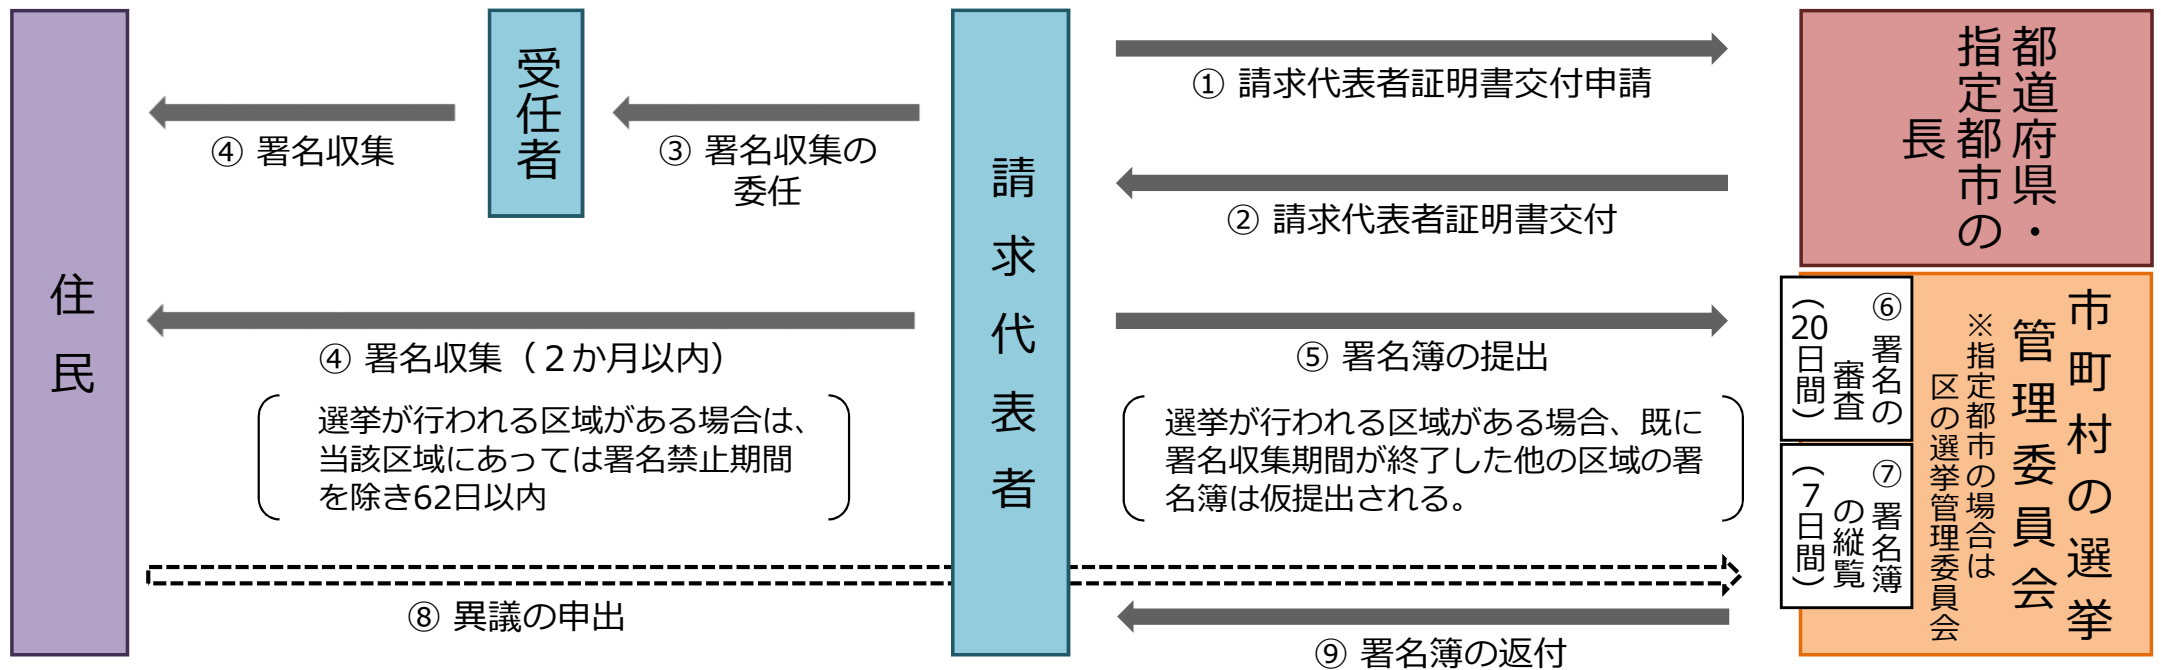 住民
受任者
請求代表者
都道府県・
指定都市の
長
① 請求代表者証明書交付申請
② 請求代表者証明書交付
③ 署名収集の
委任
④ 署名収集
④ 署名収集（２か月以内）
選挙が行われる区域がある場合は、
当該区域にあっては署名禁止期間
を除き62日以内
⑤ 署名簿の提出
選挙が行われる区域がある場合、既に
署名収集期間が終了した他の区域の署
名簿は仮提出される。
市町村の選挙
管理委員会
※指定都市の場合は
区の選挙管理委員会
⑥ 署名の
審査
（20日間）
⑦ 署名簿
の縦覧
（7日間）
⑧ 異議の申出
⑨ 署名簿の返付